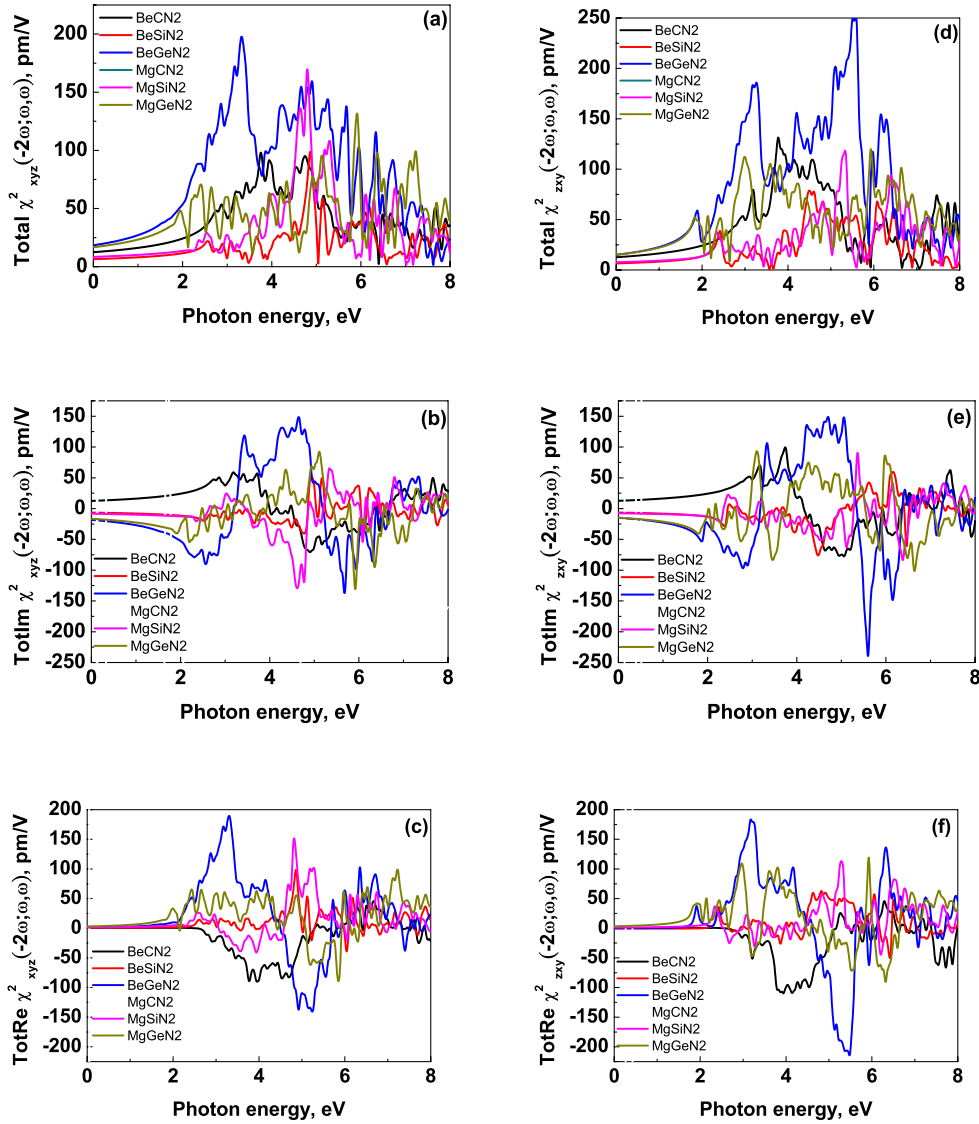 (a)
Total χ²xyz(-2ω;ω,ω), pm/V
200
150
100
50
0
BeCN2
BeSiN2
BeGeN2
MgCN2
MgSiN2
MgGeN2
0 2 4 6 8
Photon energy, eV
(d)
Total χ²zxy(-2ω;ω,ω), pm/V
250
200
150
100
50
0
BeCN2
BeSiN2
BeGeN2
MgCN2
MgSiN2
MgGeN2
0 2 4 6 8
Photon energy, eV
(b)
TotIm χ²xyz(-2ω;ω,ω), pm/V
150
100
50
0
-50
-100
-150
-200
-250
BeCN2
BeSiN2
BeGeN2
MgCN2
MgSiN2
MgGeN2
0 2 4 6 8
Photon energy, eV
(e)
TotIm χ²zxy(-2ω;ω,ω), pm/V
150
100
50
0
-50
-100
-150
-200
-250
BeCN2
BeSiN2
BeGeN2
MgCN2
MgSiN2
MgGeN2
0 2 4 6 8
Photon energy, eV
(c)
TotRe χ²xyz(-2ω;ω,ω), pm/V
200
150
100
50
0
-50
-100
-150
-200
BeCN2
BeSiN2
BeGeN2
MgCN2
MgSiN2
MgGeN2
0 2 4 6 8
Photon energy, eV
(f)
TotRe χ²zxy(-2ω;ω,ω), pm/V
200
150
100
50
0
-50
-100
-150
-200
BeCN2
BeSiN2
BeGeN2
MgCN2
MgSiN2
MgGeN2
0 2 4 6 8
Photon energy, eV